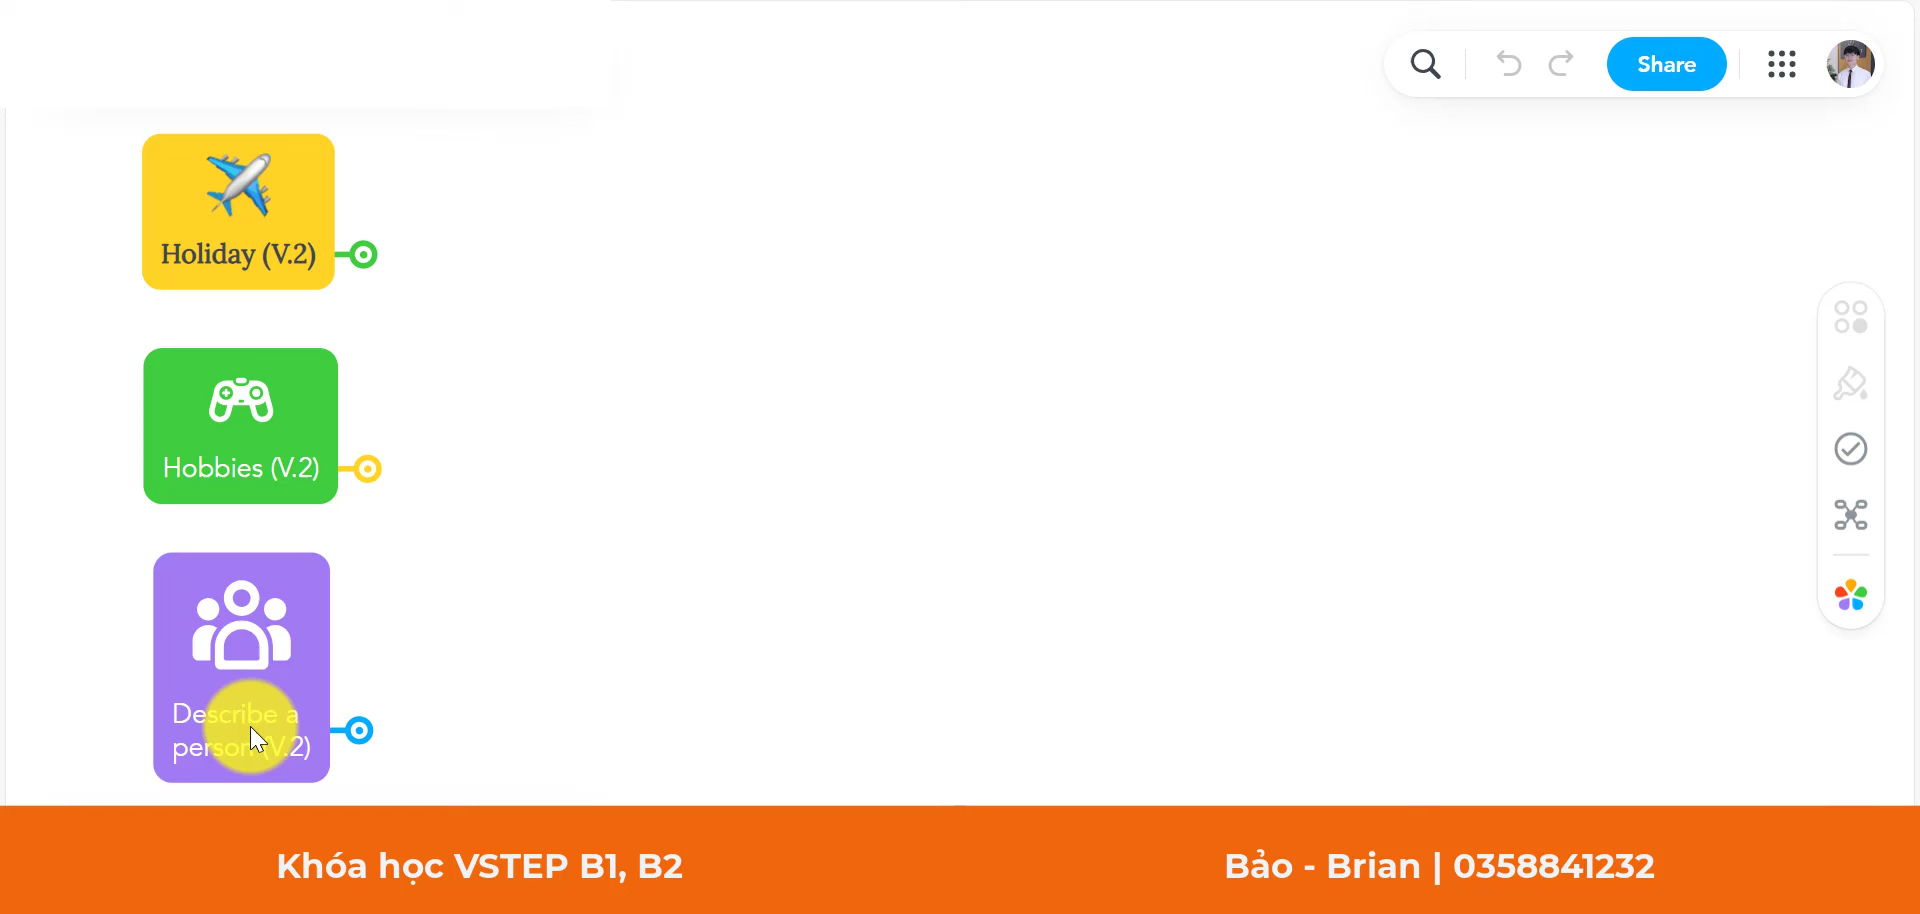 Share
Holiday (V.2)
Hobbies (V.2)
Describe a
person (V.2)
Khóa học VSTEP B1, B2
Bảo - Brian | 0358841232